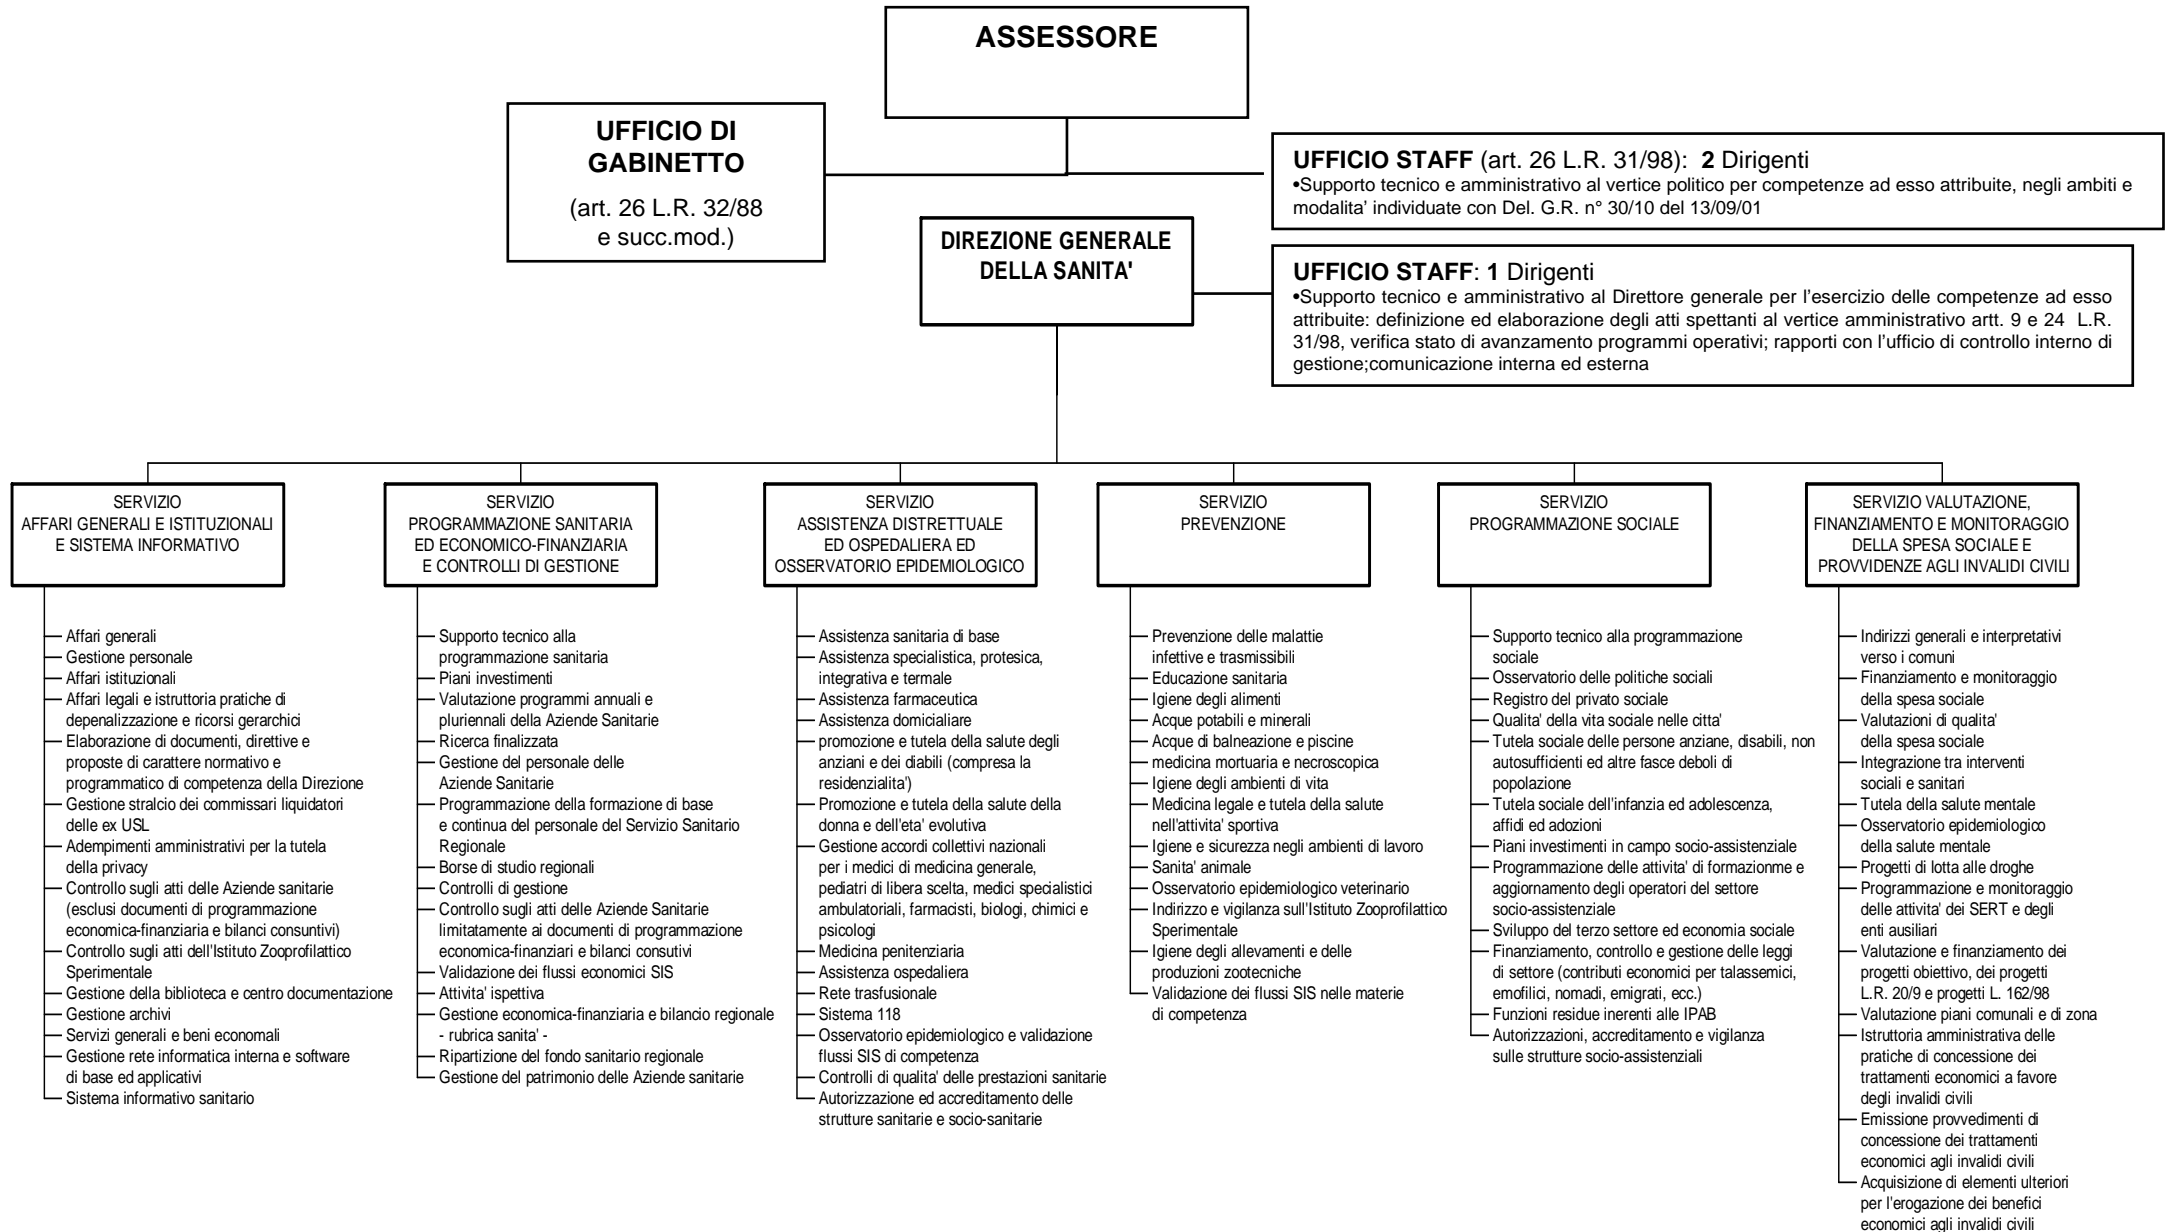 ASSESSORE
UFFICIO DI
GABINETTO
(art. 26 L.R. 32/88
e succ.mod.)
UFFICIO STAFF (art. 26 L.R. 31/98): 2 Dirigenti
•Supporto tecnico e amministrativo al vertice politico per competenze ad esso attribuite, negli ambiti e
modalita' individuate con Del. G.R. n° 30/10 del 13/09/01
DIREZIONE GENERALE
DELLA SANITA'
UFFICIO STAFF: 1 Dirigenti
•Supporto tecnico e amministrativo al Direttore generale per l'esercizio delle competenze ad esso
attribuite: definizione ed elaborazione degli atti spettanti al vertice amministrativo artt. 9 e 24 L.R.
31/98, verifica stato di avanzamento programmi operativi; rapporti con l'ufficio di controllo interno di
gestione;comunicazione interna ed esterna
SERVIZIO
AFFARI GENERALI E ISTITUZIONALI
E SISTEMA INFORMATIVO
Affari generali
Gestione personale
Affari istituzionali
Affari legali e istruttoria pratiche di
depenalizzazione e ricorsi gerarchici
Elaborazione di documenti, direttive e
proposte di carattere normativo e
programmatico di competenza della Direzione
Gestione stralcio dei commissari liquidatori
delle ex USL
Adempimenti amministrativi per la tutela
della privacy
Controllo sugli atti delle Aziende sanitarie
(esclusi documenti di programmazione
economica-finanziaria e bilanci consuntivi)
Controllo sugli atti dell'Istituto Zooprofilattico
Sperimentale
Gestione della biblioteca e centro documentazione
Gestione archivi
Servizi generali e beni economali
Gestione rete informatica interna e software
di base ed applicativi
Sistema informativo sanitario
SERVIZIO
PROGRAMMAZIONE SANITARIA
ED ECONOMICO-FINANZIARIA
E CONTROLLI DI GESTIONE
Supporto tecnico alla
programmazione sanitaria
Piani investimenti
Valutazione programmi annuali e
pluriennali della Aziende Sanitarie
Ricerca finalizzata
Gestione del personale delle
Aziende Sanitarie
Programmazione della formazione di base
e continua del personale del Servizio Sanitario
Regionale
Borse di studio regionali
Controlli di gestione
Controllo sugli atti delle Aziende Sanitarie
limitatamente ai documenti di programmazione
economica-finanziari e bilanci consutivi
Validazione dei flussi economici SIS
Attivita' ispettiva
Gestione economica-finanziaria e bilancio regionale
- rubrica sanita' -
Ripartizione del fondo sanitario regionale
Gestione del patrimonio delle Aziende sanitarie
SERVIZIO
ASSISTENZA DISTRETTUALE
ED OSPEDALIERA ED
OSSERVATORIO EPIDEMIOLOGICO
Assistenza sanitaria di base
Assistenza specialistica, protesica,
integrativa e termale
Assistenza farmaceutica
Assistenza domicialiare
promozione e tutela della salute degli
anziani e dei diabili (compresa la
residenzialita')
Promozione e tutela della salute della
donna e dell'eta' evolutiva
Gestione accordi collettivi nazionali
per i medici di medicina generale,
pediatri di libera scelta, medici specialistici
ambulatoriali, farmacisti, biologi, chimici e
psicologi
Medicina penitenziaria
Assistenza ospedaliera
Rete trasfusionale
Sistema 118
Osservatorio epidemiologico e validazione
flussi SIS di competenza
Controlli di qualita' delle prestazioni sanitarie
Autorizzazione ed accreditamento delle
strutture sanitarie e socio-sanitarie
SERVIZIO
PREVENZIONE
Prevenzione delle malattie
infettive e trasmissibili
Educazione sanitaria
Igiene degli alimenti
Acque potabili e minerali
Acque di balneazione e piscine
medicina mortuaria e necroscopica
Igiene degli ambienti di vita
Medicina legale e tutela della salute
nell'attivita' sportiva
Igiene e sicurezza negli ambienti di lavoro
Sanita' animale
Osservatorio epidemiologico veterinario
Indirizzo e vigilanza sull'Istituto Zooprofilattico
Sperimentale
Igiene degli allevamenti e delle
produzioni zootecniche
Validazione dei flussi SIS nelle materie
di competenza
SERVIZIO
PROGRAMMAZIONE SOCIALE
Supporto tecnico alla programmazione
sociale
Osservatorio delle politiche sociali
Registro del privato sociale
Qualita' della vita sociale nelle citta'
Tutela sociale delle persone anziane, disabili, non
autosufficienti ed altre fasce deboli di
popolazione
Tutela sociale dell'infanzia ed adolescenza,
affidi ed adozioni
Piani investimenti in campo socio-assistenziale
Programmazione delle attivita' di formazionme e
aggiornamento degli operatori del settore
socio-assistenziale
Sviluppo del terzo settore ed economia sociale
Finanziamento, controllo e gestione delle leggi
di settore (contributi economici per talassemici,
emofilici, nomadi, emigrati, ecc.)
Funzioni residue inerenti alle IPAB
Autorizzazioni, accreditamento e vigilanza
sulle strutture socio-assistenziali
SERVIZIO VALUTAZIONE,
FINANZIAMENTO E MONITORAGGIO
DELLA SPESA SOCIALE E
PROVVIDENZE AGLI INVALIDI CIVILI
Indirizzi generali e interpretativi
verso i comuni
Finanziamento e monitoraggio
della spesa sociale
Valutazioni di qualita'
della spesa sociale
Integrazione tra interventi
sociali e sanitari
Tutela della salute mentale
Osservatorio epidemiologico
della salute mentale
Progetti di lotta alle droghe
Programmazione e monitoraggio
delle attivita' dei SERT e degli
enti ausiliari
Valutazione e finanziamento dei
progetti obiettivo, dei progetti
L.R. 20/9 e progetti L. 162/98
Valutazione piani comunali e di zona
Istruttoria amministrativa delle
pratiche di concessione dei
trattamenti economici a favore
degli invalidi civili
Emissione provvedimenti di
concessione dei trattamenti
economici agli invalidi civili
Acquisizione di elementi ulteriori
per l'erogazione dei benefici
economici agli invalidi civili